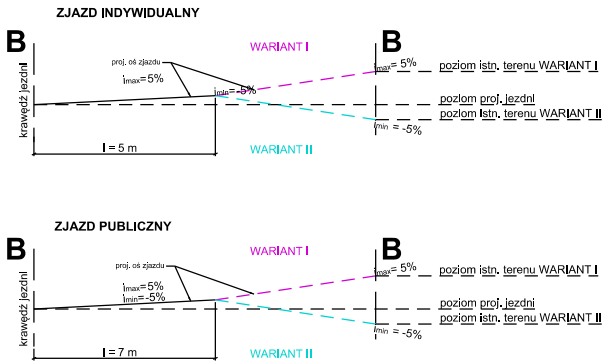 ZJAZD INDYWIDUALNY
B
B
WARIANT I
proj. oś zjazdu
imax= 5%
imin= -5%
imax= 5%
poziom istn. terenu WARIANT I
poziom proj. jezdni
poziom istn. terenu WARIANT II
imin = -5%
krawędź jezdni
WARIANT II
l = 5 m
ZJAZD PUBLICZNY
B
B
WARIANT I
proj. oś zjazdu
imax= 5%
imin= -5%
imax= 5%
poziom istn. terenu WARIANT I
poziom proj. jezdni
poziom istn. terenu WARIANT II
imin = -5%
krawędź jezdni
WARIANT II
l = 7 m